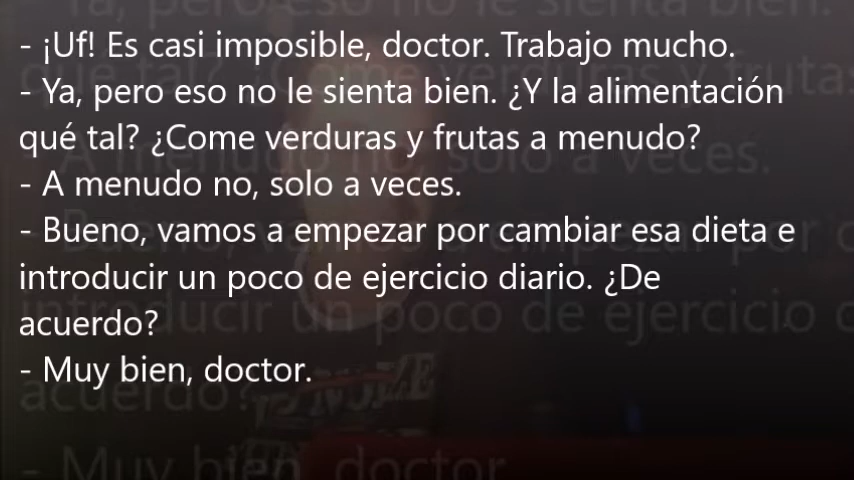 - ¡Uf! Es casi imposible, doctor. Trabajo mucho.
- Ya, pero eso no le sienta bien. ¿Y la alimentación
qué tal? ¿Come verduras y frutas a menudo?
- A menudo no, solo a veces.
- Bueno, vamos a empezar por cambiar esa dieta e
introducir un poco de ejercicio diario. ¿De
acuerdo?
- Muy bien, doctor.